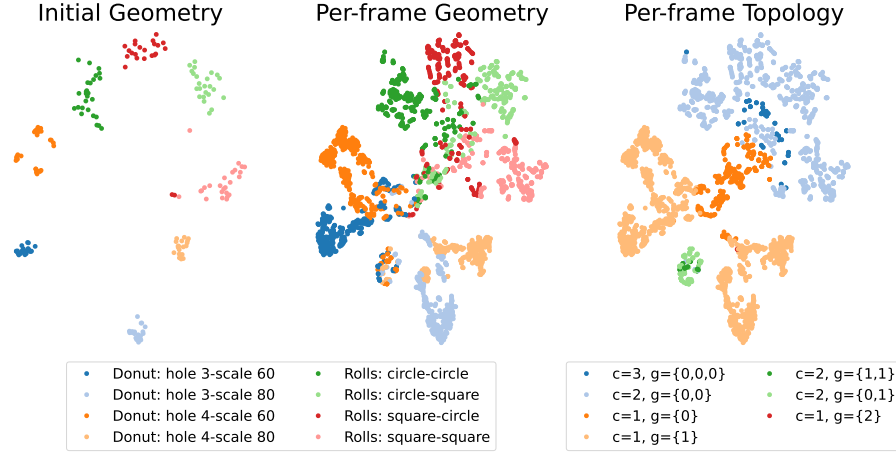 Initial Geometry
Per-frame Geometry
Per-frame Topology
Donut: hole 3-scale 60
Donut: hole 3-scale 80
Donut: hole 4-scale 60
Donut: hole 4-scale 80
Rolls: circle-circle
Rolls: circle-square
Rolls: square-circle
Rolls: square-square
c=3, g={0,0,0}
c=2, g={0,0}
c=1, g={0}
c=1, g={1}
c=2, g={1,1}
c=2, g={0,1}
c=1, g={2}